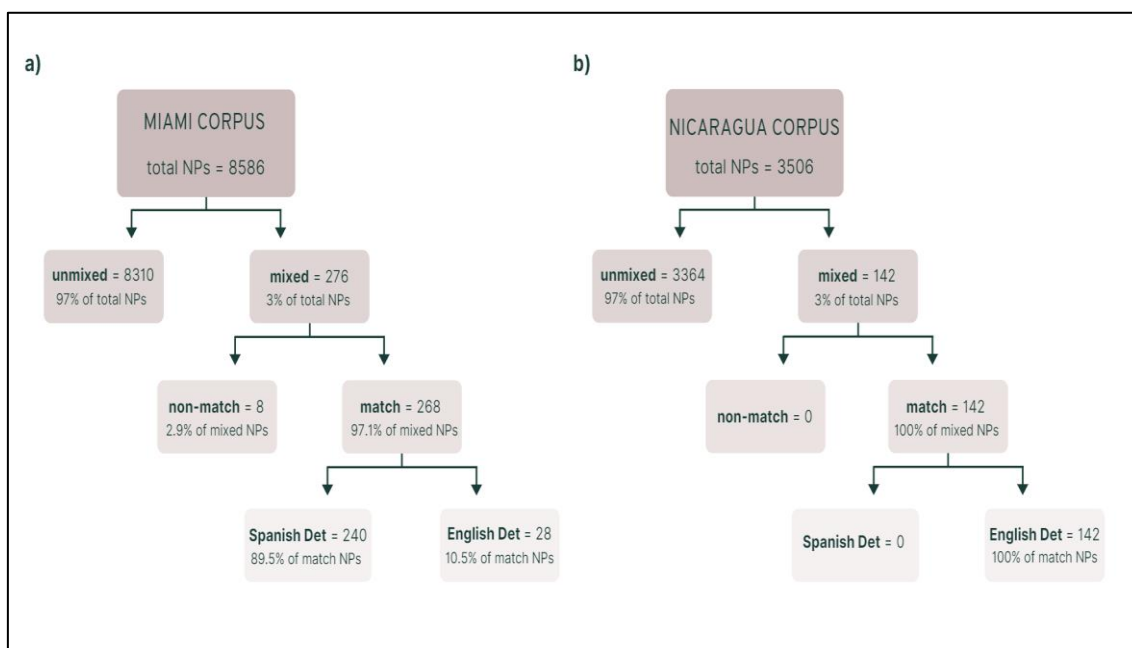 a)
MIAMI CORPUS
total NPs = 8586
unmixed = 8310
97% of total NPs
mixed = 276
3% of total NPs
non-match = 8
2.9% of mixed NPs
match = 268
97.1% of mixed NPs
Spanish Det = 240
89.5% of match NPs
English Det = 28
10.5% of match NPs
b)
NICARAGUA CORPUS
total NPs = 3506
unmixed = 3364
97% of total NPs
mixed = 142
3% of total NPs
non-match = 0
match = 142
100% of mixed NPs
Spanish Det = 0
English Det = 142
100% of match NPs